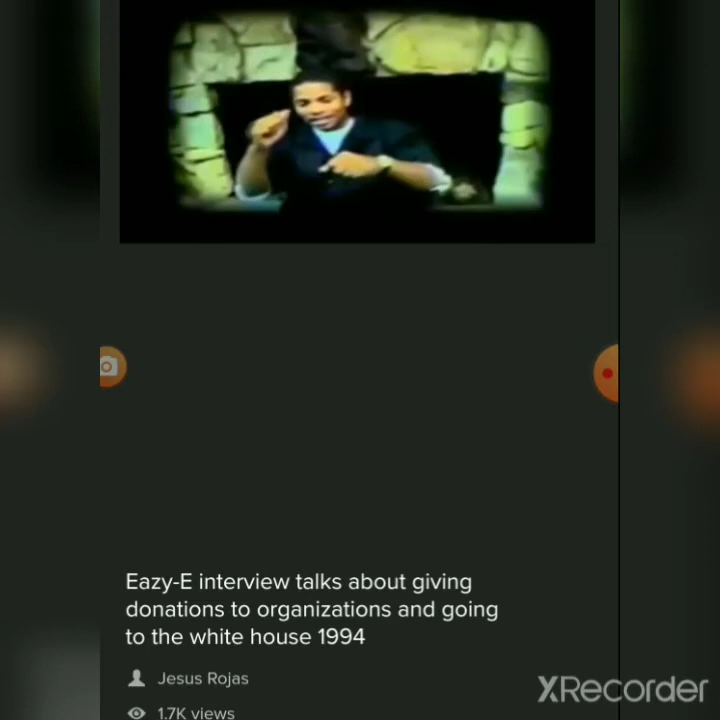 Eazy-E interview talks about giving
donations to organizations and going
to the white house 1994
Jesus Rojas
1.7K views
XRecorder